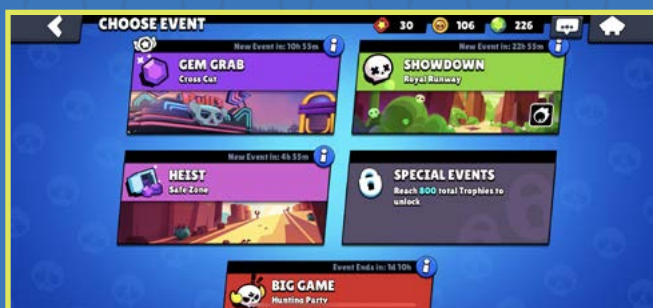 CHOOSE EVENT
30
106
226
New Event in: 10h 55m
GEM GRAB
Cross Cut
New Event in: 22h 55m
SHOWDOWN
Royal Runway
New Event in: 4h 55m
HEIST
Safe Zone
SPECIAL EVENTS
Reach 800 total Trophies to
unlock
Event Ends in: 1d 10h
BIG GAME
Hunting Party